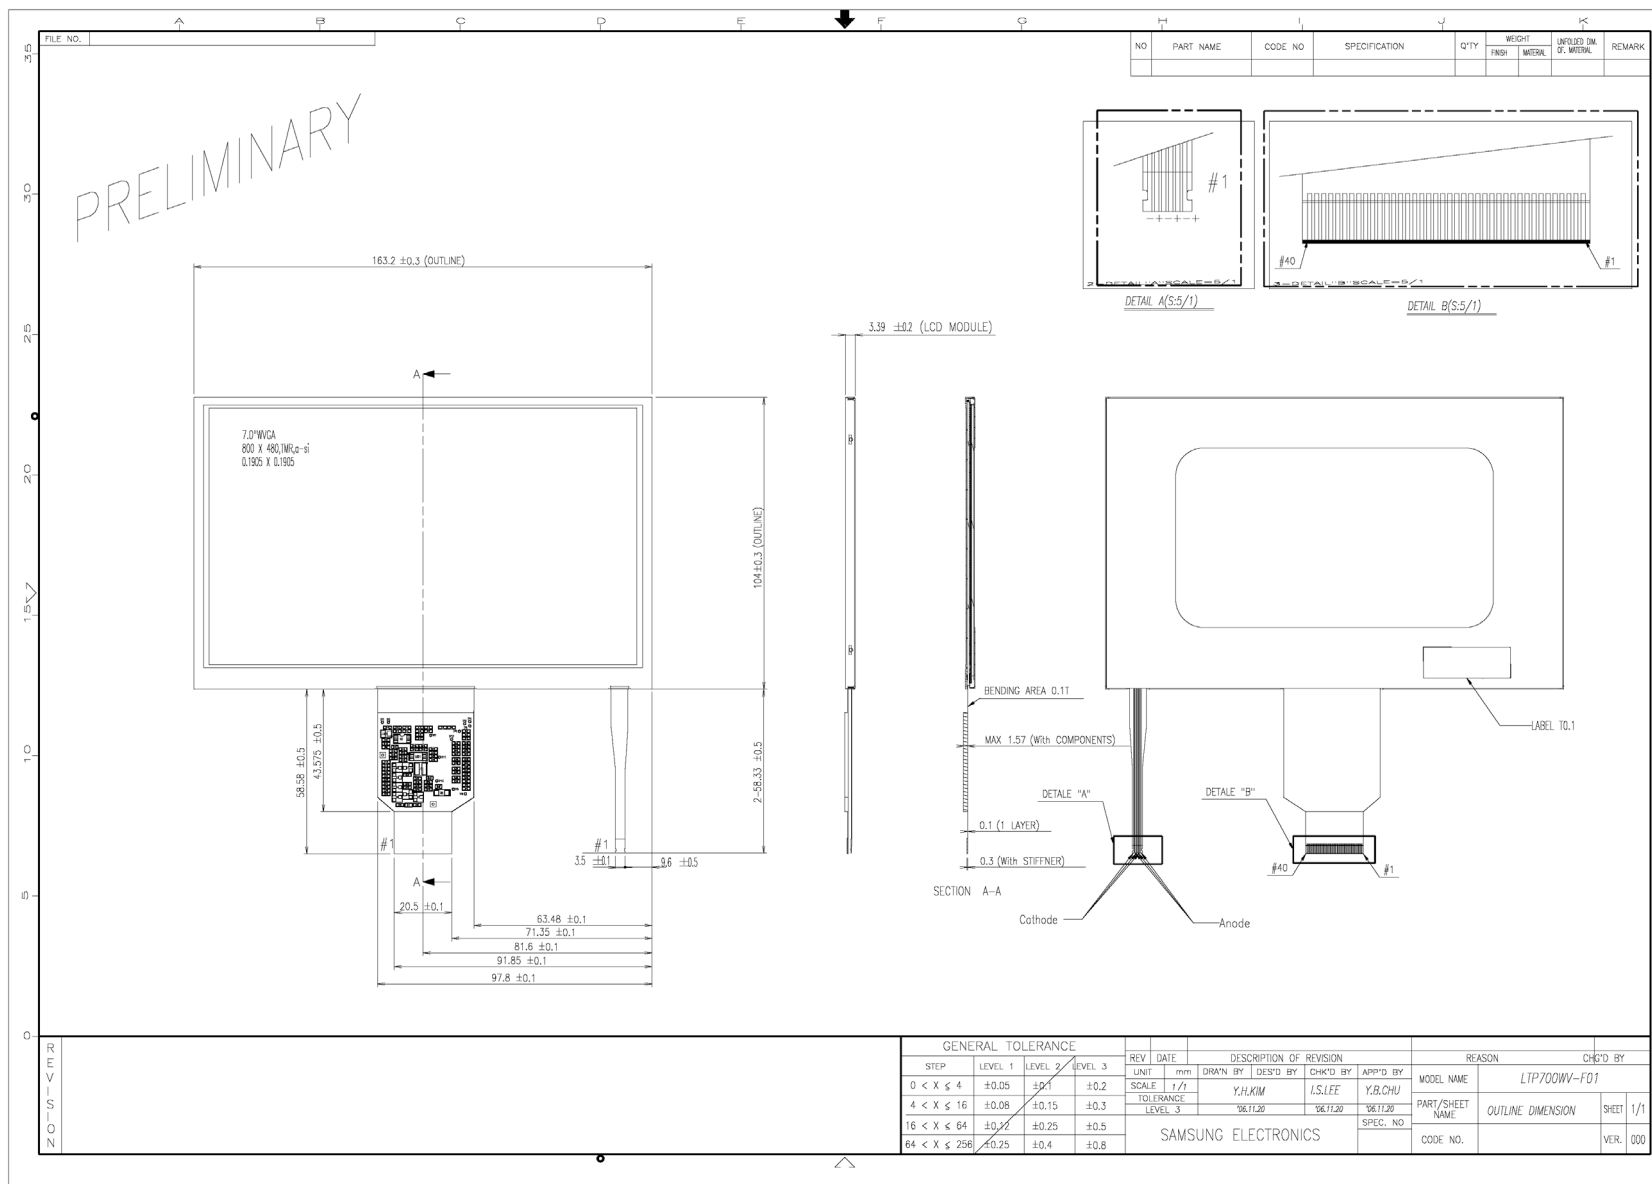 A B C D E F G H I J K
FILE NO.
NO PART NAME CODE NO SPECIFICATION Q'TY WEIGHT UNFOLDED DIM. OF. MATERIAL REMARK
FINISH MATERIAL
35
30
25
20
15
10
5
0
PRELIMINARY
#1
#40 #1
DETAIL A(S:5/1)
DETAIL B(S:5/1)
163.2 ±0.3 (OUTLINE)
3.39 ±0.2 (LCD MODULE)
A
7.0"WVGA
800 X 480,TMR,a-si
0.1905 X 0.1905
104±0.3 (OUTLINE)
BENDING AREA 0.1T
LABEL T0.1
MAX 1.57 (With COMPONENTS)
58.58 ±0.5
43.575 ±0.5
2-58.33 ±0.5
DETALE "A"
DETALE "B"
0.1 (1 LAYER)
#1
#1
3.5 ±0.1
9.6 ±0.5
0.3 (With STIFFNER)
#40
#1
A
SECTION A-A
20.5 ±0.1
63.48 ±0.1
Cathode
Anode
71.35 ±0.1
81.6 ±0.1
91.85 ±0.1
97.8 ±0.1
REVISION
GENERAL TOLERANCE
STEP LEVEL 1 LEVEL 2 LEVEL 3
0 < X ≤ 4 ±0.05 ±0.1 ±0.2
4 < X ≤ 16 ±0.08 ±0.15 ±0.3
16 < X ≤ 64 ±0.12 ±0.25 ±0.5
64 < X ≤ 256 ±0.25 ±0.4 ±0.8
REV DATE DESCRIPTION OF REVISION REASON CHG'D BY
UNIT mm DRA'N BY DES'D BY CHK'D BY APP'D BY
SCALE 1/1 Y.H.KIM I.S.LEE Y.B.CHU
TOLERANCE
LEVEL 3 '06.11.20 '06.11.20 '06.11.20
SAMSUNG ELECTRONICS
SPEC. NO
MODEL NAME LTP700WV-F01
PART/SHEET NAME OUTLINE DIMENSION SHEET 1/1
CODE NO. VER. 000